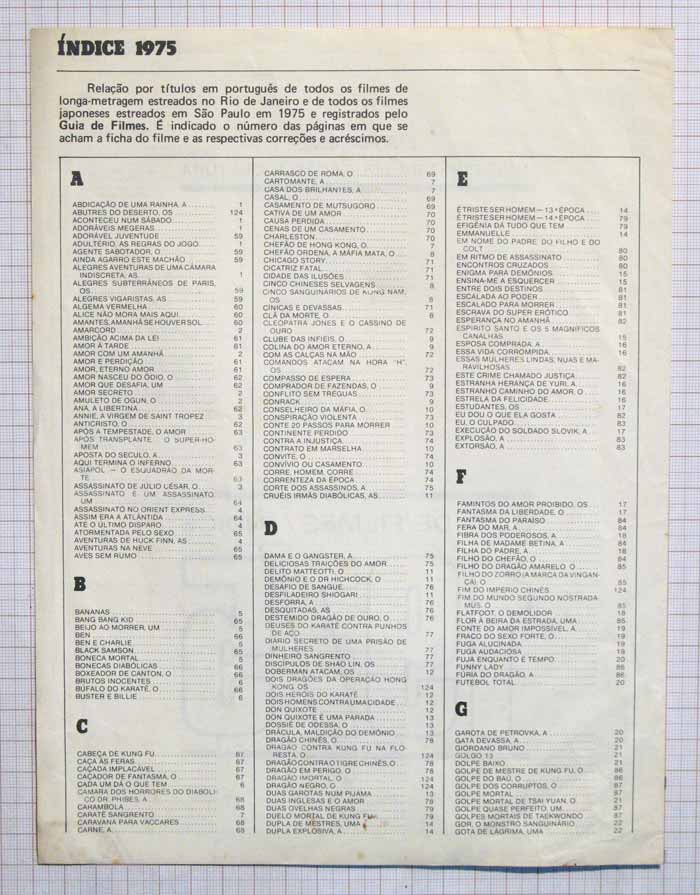 ÍNDICE 1975
Relação por títulos em português de todos os filmes de
longa-metragem estreados no Rio de Janeiro e de todos os filmes
japoneses estreados em São Paulo em 1975 e registrados pelo
Guia de Filmes. É indicado o número das páginas em que se
acham a ficha do filme e as respectivas correções e acréscimos.
A
ABDICAÇÃO DE UMA RAINHA, A 1
ABUTRES DO DESERTO, OS 124
ACONTECEU NUM SÁBADO 1
ADORÁVEIS MEGERAS 1
ADORÁVEL JUVENTUDE 59
ADULTÉRIO, AS REGRAS DO JOGO 1
AGENTE SABOTADOR, O 59
AINDA AGARRO ESTE MACHÃO 59
ALEGRES AVENTURAS DE UMA CÂMARA
INDISCRETA, AS 1
ALEGRES SUBTERRÂNEOS DE PARIS,
OS 59
ALEGRES VIGARISTAS, AS 59
ALGEMA VERMELHA 60
ALICE NÃO MORA MAIS AQUI 60
AMANTES, AMANHÃ SE HOUVER SOL 60
AMARCORD 2
AMBIÇÃO ACIMA DA LEI 61
AMOR À TARDE 61
AMOR COM UM AMANHÃ 2
AMOR E PERDIÇÃO 61
AMOR, ETERNO AMOR 61
AMOR NASCEU DO ÓDIO, O 62
AMOR QUE DESAFIA, UM 62
AMOR SECRETO 2
AMULETO DE OGUN, O 2
ANA, A LIBERTINA 62
ANNIE, A VIRGEM DE SAINT TROPEZ 3
ANTICRISTO, O 62
APÓS A TEMPESTADE, O AMOR 63
APÓS TRANSPLANTE O SUPER-HO-
MEM 63
APOSTA DO SECULO, A 3
AQUI TERMINA O INFERNO 63
ASIAPOL — O ESQUADRÃO DA MOR-
TE 63
ASSASSINATO DE JÚLIO CÉSAR, O 3
ASSASSINATO É UM ASSASSINATO,
UM 64
ASSASSINATO NO ORIENT EXPRESS 4
ASSIM ERA A ATLÂNTIDA 64
ATÉ O ÚLTIMO DISPARO 4
ATORMENTADA PELO SEXO 65
AVENTURAS DE HUCK FINN, AS 4
AVENTURAS NA NEVE 65
AVES SEM RUMO 65
B
BANANAS 5
BANG BANG KID 65
BEIJO AO MORRER, UM 5
BEN 66
BEN E CHARLIE 5
BLACK SAMSON 65
BONECA MORTAL 5
BONECAS DIABÓLICAS 66
BOXEADOR DE CANTON, O 66
BRUTOS INOCENTES 6
BÚFALO DO KARATÊ, O 66
BUSTER E BILLIE 6
C
CABEÇA DE KUNG FU 67
CAÇA ÀS FERAS 67
CAÇADA IMPLACÁVEL 67
CAÇADOR DE FANTASMA, O 67
CADA UM DÁ O QUE TEM 6
CÂMARA DOS HORRORES DO DIABÓLI-
CO DR. PHIBES, A 68
CARAMBOLA 68
CARATÊ SANGRENTO 7
CARAVANA PARA VACCARES 68
CARNE, A 68
CARRASCO DE ROMA, O 69
CARTOMANTE, A 7
CASA DOS BRILHANTES, A 7
CASAL, O 69
CASAMENTO DE MUTSUGORO 69
CATIVA DE UM AMOR 70
CAUSA PERDIDA 70
CENAS DE UM CASAMENTO 70
CHARLESTON 70
CHEFÃO DE HONG KONG, O 7
CHEFÃO ORDENA, A MÁFIA MATA, O 8
CHICAGO STORY 71
CICATRIZ FATAL 71
CIDADE DAS ILUSÕES 71
CINCO CHINESES SELVAGENS 8
CINCO SANGUINÁRIOS DE KONG NAM,
OS 8
CÍNICAS E DEVASSAS 71
CLÃ DA MORTE, O 8
CLEOPATRA JONES E O CASSINO DE
OURO 72
CLUBE DAS INFIÉIS, O 9
COLINA DO AMOR ETERNO, A 9
COM AS CALÇAS NA MÃO 72
COMANDOS ATACAM NA HORA "H",
OS 72
COMPASSO DE ESPERA 73
COMPRADOR DE FAZENDAS, O 73
CONFLITO SEM TRÉGUAS 73
CONRACK 9
CONSELHEIRO DA MÁFIA, O 10
CONSPIRAÇÃO VIOLENTA 73
CONTE 20 PASSOS PARA MORRER 10
CONTINENTE PERDIDO 73
CONTRA A INJUSTIÇA 74
CONTRATO EM MARSELHA 10
CONVITE, O 74
CONVÍVIO OU CASAMENTO 10
CORRE, HOMEM, CORRE 74
CORRENTEZA DA ÉPOCA 74
CORTE DOS ASSASSINOS, A 75
CRUÉIS IRMÃS DIABÓLICAS, AS 11
D
DAMA E O GANGSTER, A 75
DELICIOSAS TRAIÇÕES DO AMOR 75
DELITO MATTEOTTI, O 11
DEMÔNIO E O DR HICHCOCK, O 11
DESAFIO DE SANGUE 76
DESFILADEIRO SHIOGARI 11
DESFORRA, A 76
DESQUITADAS, AS 76
DESTEMIDO DRAGÃO DE OURO, O 76
DEUSES DO KARATÊ CONTRA PUNHOS
DE AÇO 77
DIÁRIO SECRETO DE UMA PRISÃO DE
MULHERES 77
DINHEIRO SANGRENTO 77
DISCÍPULOS DE SHAO LIN, OS 77
DOBERMAN ATACAM, OS 12
DOIS DRAGÕES DA OPERAÇÃO HONG
KONG, OS 124
DOIS HERÓIS DO KARATÊ 12
DOIS HOMENS CONTRA UMA CIDADE 12
DON QUIXOTE 12
DON QUIXOTE É UMA PARADA 13
DOSSIÊ DE ODESSA, O 13
DRÁCULA, MALDIÇÃO DO DEMÔNIO 13
DRAGÃO CHINÊS, O 78
DRAGÃO CONTRA KUNG FU NA FLO-
RESTA, O 124
DRAGÃO CONTRA O TIGRE CHINÊS, O 78
DRAGÃO EM PERIGO, O 78
DRAGÃO IMORTAL, O 124
DRAGÃO NEGRO, O 124
DUAS GAROTAS NUM PIJAMA 13
DUAS INGLESAS E O AMOR 79
DUAS OVELHAS NEGRAS 79
DUELO MORTAL DE KUNG FU 79
DUPLA DE MESTRES, UMA 14
DUPLA EXPLOSIVA, A 14
E
É TRISTE SER HOMEM — 13ª ÉPOCA 14
É TRISTE SER HOMEM — 14ª ÉPOCA 79
EFIGÊNIA DÁ TUDO QUE TEM 79
EMMANUELLE 14
EM NOME DO PADRE, DO FILHO E DO
COLT 80
EM RITMO DE ASSASSINATO 80
ENCONTROS CRUZADOS 80
ENIGMA PARA DEMÔNIOS 15
ENSINA-ME A ESQUECER 15
ENTRE DOIS DESTINOS 81
ESCALADA AO PODER 81
ESCALADO PARA MORRER 81
ESCRAVA DO SUPER ERÓTICO 81
ESPERANÇA NO AMANHÃ 82
ESPÍRITO SANTO E OS 5 MAGNÍFICOS
CANALHAS 15
ESPOSA COMPRADA, A 16
ESSA VIDA CORROMPIDA 16
ESSAS MULHERES LINDAS, NUAS E MA-
RAVILHOSAS 82
ESTE CRIME CHAMADO JUSTIÇA 82
ESTRANHA HERANÇA DE YURI, A 16
ESTRANHO CAMINHO DO AMOR, O 16
ESTRELA DA FELICIDADE 16
ESTUDANTES, OS 17
EU DOU O QUE ELA GOSTA 82
EU, O CULPADO 83
EXECUÇÃO DO SOLDADO SLOVIK, A 17
EXPLOSÃO, A 83
EXTORSÃO, A 83
F
FAMINTOS DO AMOR PROIBIDO, OS 17
FANTASMA DA LIBERDADE, O 17
FANTASMA DO PARAÍSO 84
FERA DO MAR, A 84
FIBRA DOS PODEROSOS, A 18
FILHA DE MADAME BETINA, A 84
FILHA DO PADRE, A 18
FILHO DO CHEFÃO, O 84
FILHO DO DRAGÃO AMARELO, O 85
FILHO DO ZORRO (A MARCA DA VINGAN-
ÇA), O 85
FIM DO IMPÉRIO CHINÊS 124
FIM DO MUNDO SEGUNDO NOSTRADA-
MUS, O 85
FLATFOOT, O DEMOLIDOR 18
FLOR À BEIRA DA ESTRADA, UMA 85
FONTE DO AMOR IMPOSSÍVEL, A 19
FRACO DO SEXO FORTE, O 19
FUGA ALUCINADA 19
FUGA AUDACIOSA 19
FUJA ENQUANTO É TEMPO 20
FUNNY LADY 86
FÚRIA DO DRAGÃO, A 86
FUTEBOL TOTAL 20
G
GAROTA DE PETROVKA, A 20
GATA DEVASSA, A 20
GIORDANO BRUNO 21
GOLGO 13 21
GOLPE BAIXO 21
GOLPE DE MESTRE DE KUNG FU, O 86
GOLPE DO BAÚ, O 86
GOLPE DOS CORRUPTOS, O 21
GOLPE MORTAL 87
GOLPE MORTAL DE TSAI YUAN, O 21
GOLPE QUASE PERFEITO, UM 87
GOLPES MORTAIS DE TAEKWONDO 87
GOR, O MONSTRO SANGUINÁRIO 22
GOTA DE LÁGRIMA, UMA 22